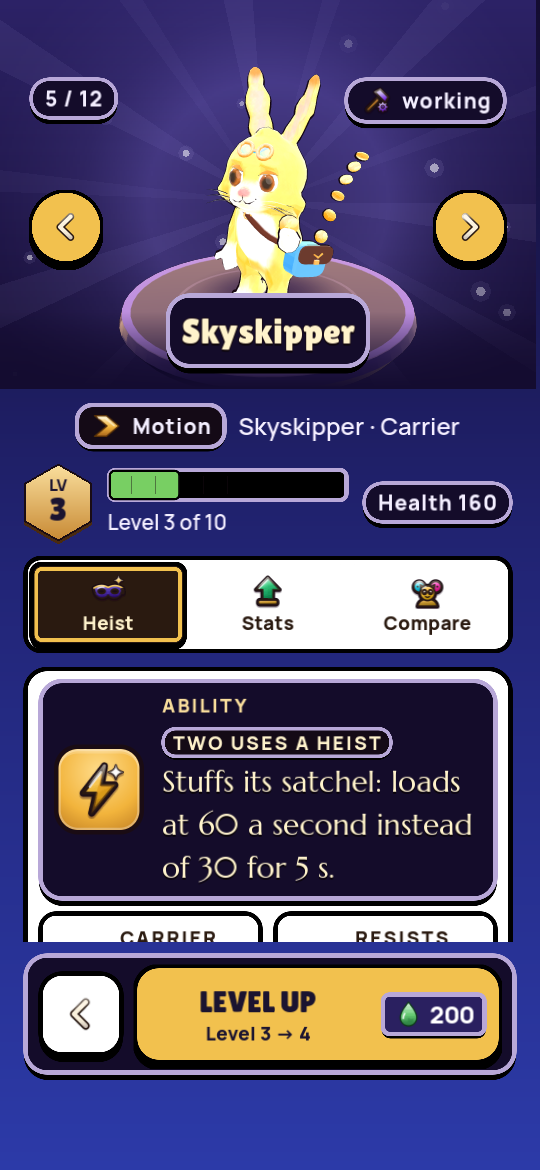 5 / 12
working
Skyskipper
Motion
Skyskipper · Carrier
LV
3
Level 3 of 10
Health 160
Heist
Stats
Compare
ABILITY
TWO USES A HEIST
Stuffs its satchel: loads
at 60 a second instead
of 30 for 5 s.
CARRIER
RESISTS
LEVEL UP
Level 3 → 4
200